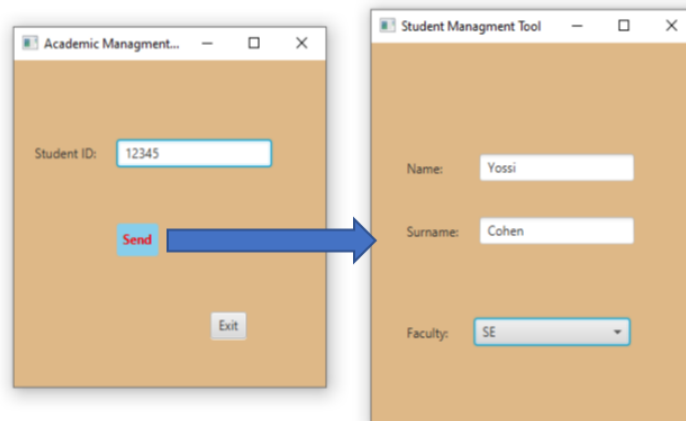 Academic Managment...
Student ID: 12345
Send
Exit
Student Managment Tool
Name: Yossi
Surname: Cohen
Faculty: SE